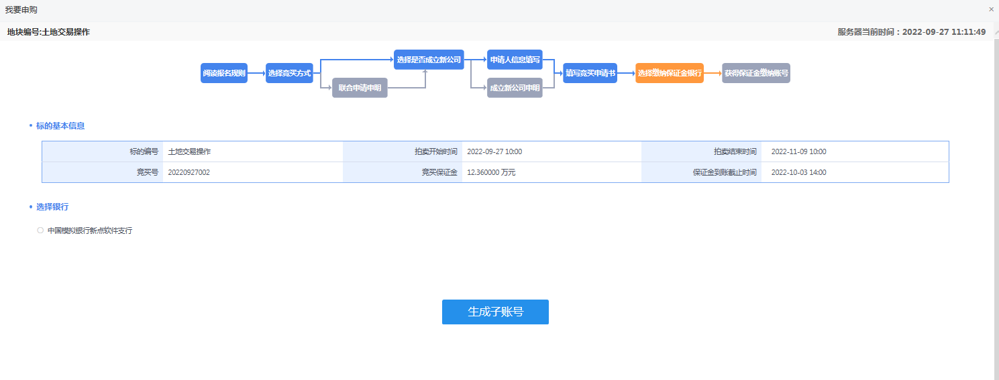 我要申购
×
地块编号:土地交易操作
服务器当前时间：2022-09-27 11:11:49
阅读报名规则
选择竞买方式
选择是否成立新公司
联合申请申明
申请人信息填写
成立新公司申明
填写竞买申请书
选择缴纳保证金银行
获得保证金缴纳账号
标的基本信息
标的编号 土地交易操作 拍卖开始时间 2022-09-27 10:00 拍卖结束时间 2022-11-09 10:00
竞买号 20220927002 竞买保证金 12.360000 万元 保证金到账截止时间 2022-10-03 14:00
选择银行
中国模拟银行新点软件支行
生成子账号